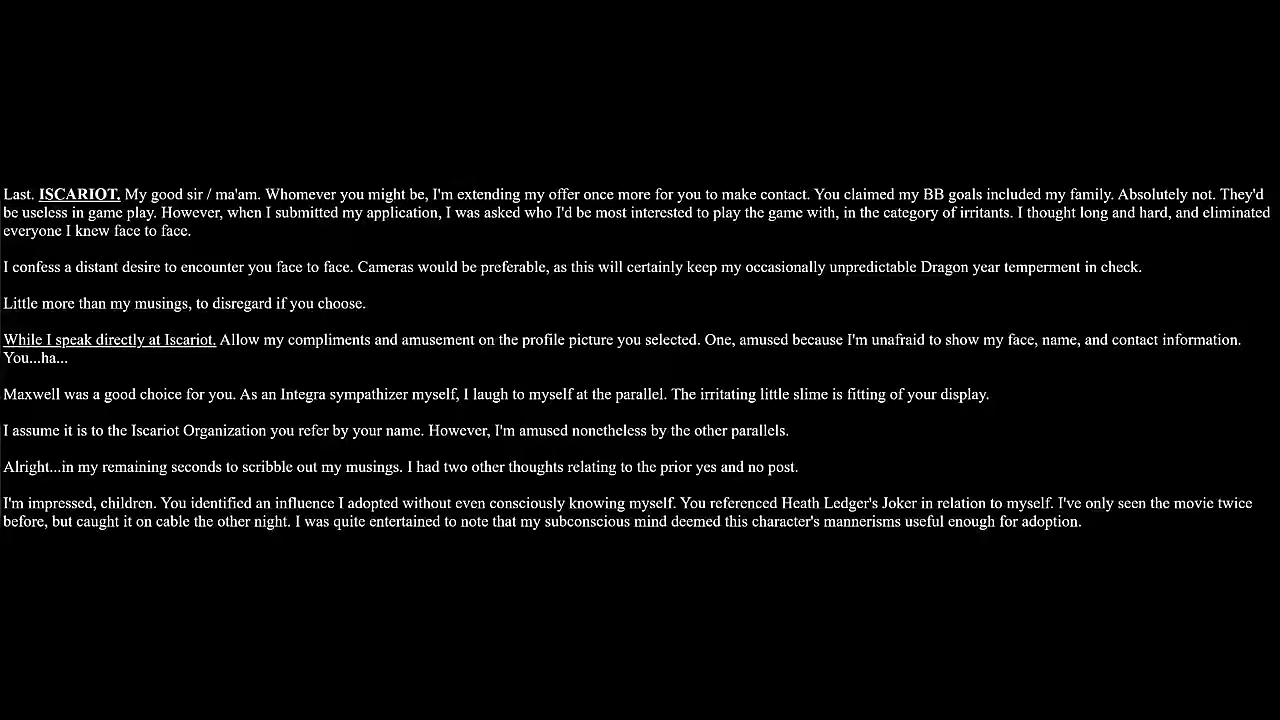 Last. ISCARIOT. My good sir / ma'am. Whomever you might be, I'm extending my offer once more for you to make contact. You claimed my BB goals included my family. Absolutely not. They'd
be useless in game play. However, when I submitted my application, I was asked who I'd be most interested to play the game with, in the category of irritants. I thought long and hard, and eliminated
everyone I knew face to face.
I confess a distant desire to encounter you face to face. Cameras would be preferable, as this will certainly keep my occasionally unpredictable Dragon year temperment in check.
Little more than my musings, to disregard if you choose.
While I speak directly at Iscariot. Allow my compliments and amusement on the profile picture you selected. One, amused because I'm unafraid to show my face, name, and contact information.
You...ha...
Maxwell was a good choice for you. As an Integra sympathizer myself, I laugh to myself at the parallel. The irritating little slime is fitting of your display.
I assume it is to the Iscariot Organization you refer by your name. However, I'm amused nonetheless by the other parallels.
Alright...in my remaining seconds to scribble out my musings. I had two other thoughts relating to the prior yes and no post.
I'm impressed, children. You identified an influence I adopted without even consciously knowing myself. You referenced Heath Ledger's Joker in relation to myself. I've only seen the movie twice
before, but caught it on cable the other night. I was quite entertained to note that my subconscious mind deemed this character's mannerisms useful enough for adoption.